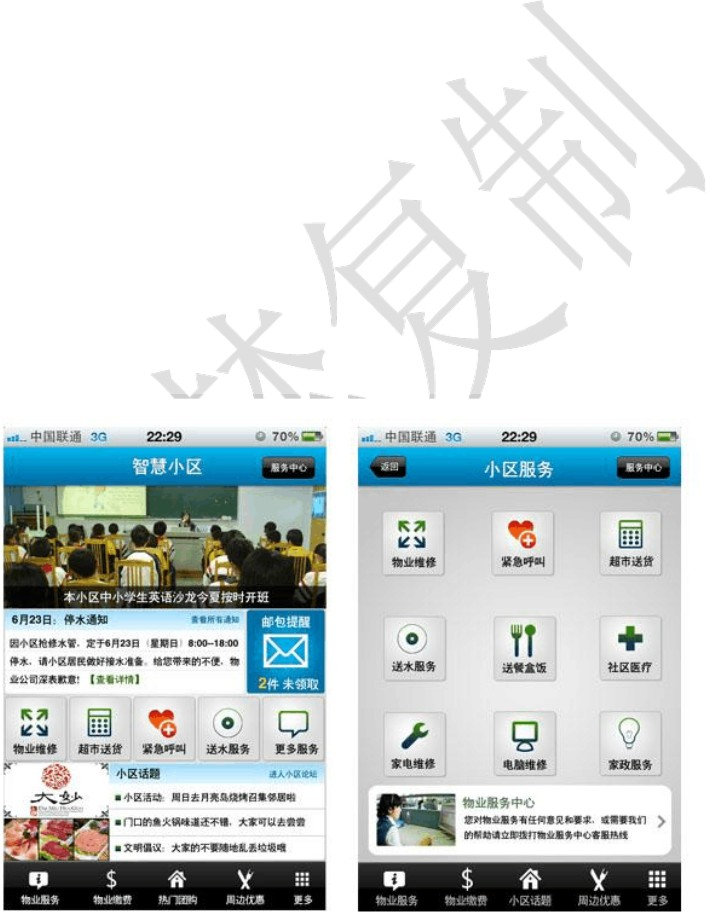 禁复制
中国联通 3G 22:29 70%
智慧小区 服务中心
本小区中小学生英语沙龙今夏按时开班
6月23日：停水通知 查看所有通知
因小区抢修水管，定于6月23日（星期日）8:00--18:00
停水，请小区居民做好接水准备。给您带来的不便，物
业公司深表歉意！【查看详情】
邮包提醒
2件 未领取
物业维修 超市送货 紧急呼叫 送水服务 更多服务
大妙
小区话题 进入小区论坛
小区活动：周日去月亮岛烧烤召集邻居啦
门口的鱼火锅味道还不错，大家可以去尝尝
文明倡议：大家的不要随地乱丢垃圾哦
物业服务 物业缴费 热门团购 周边优惠 更多
中国联通 3G 22:29 70%
返回 小区服务 服务中心
物业维修 紧急呼叫 超市送货
送水服务 送餐盒饭 社区医疗
家电维修 电脑维修 家政服务
物业服务中心
您对物业服务有任何意见和要求，或需要我们
的帮助请立即拨打物业服务中心客服热线
物业服务 物业缴费 小区话题 周边优惠 更多